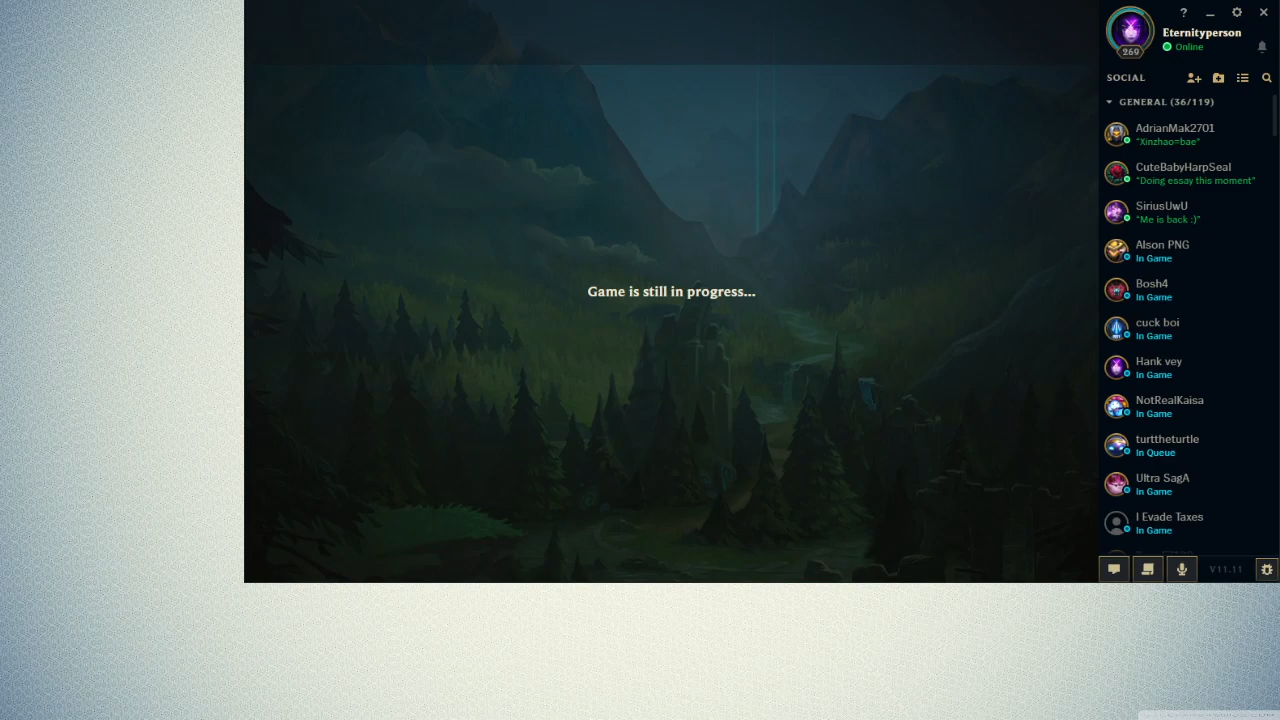 ?
Eternityperson
Online
269
SOCIAL
GENERAL (36/119)
AdrianMak2701
"Xinzhao=bae"
CuteBabyHarpSeal
"Doing essay this moment"
SiriusUwU
"Me is back :)"
Alson PNG
In Game
Bosh4
In Game
cuck boi
In Game
Hank vey
In Game
NotRealKaisa
In Game
turttheturtle
In Queue
Ultra SagA
In Game
I Evade Taxes
In Game
V11.11
Game is still in progress...